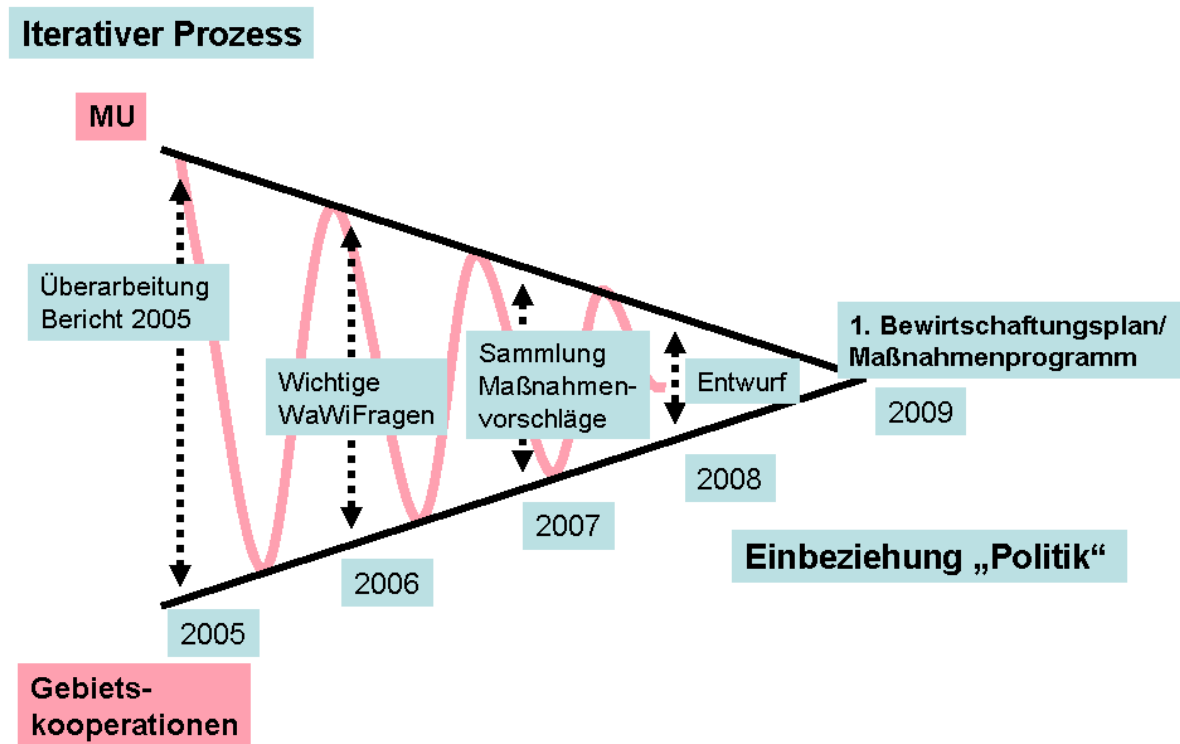 Iterativer Prozess
MU
Überarbeitung
Bericht 2005
Wichtige
WaWiFragen
Sammlung
Maßnahmen-
vorschläge
Entwurf
1. Bewirtschaftungsplan/
Maßnahmenprogramm
2009
2008
2007
2006
2005
Einbeziehung „Politik“
Gebiets-
kooperationen